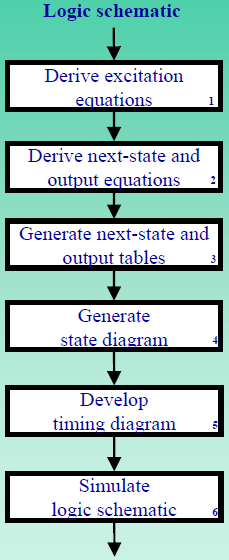 Logic schematic
Derive excitation
equations 1
Derive next-state and
output equations 2
Generate next-state and
output tables 3
Generate
state diagram 4
Develop
timing diagram 5
Simulate
logic schematic 6